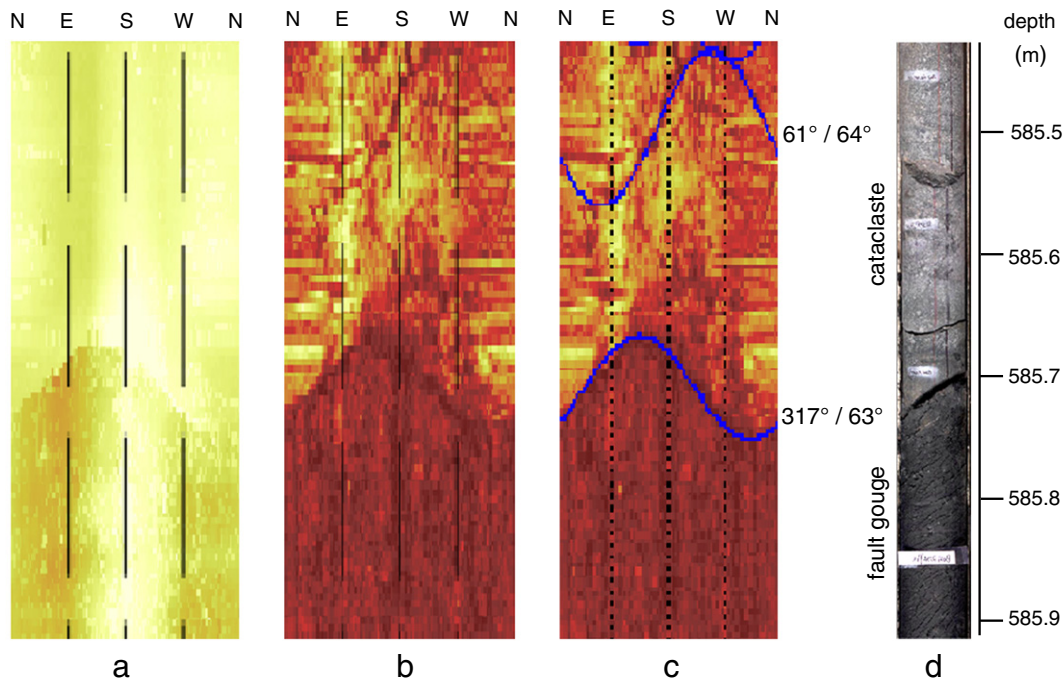 N E S W N
N E S W N
N E S W N
depth
(m)
61° / 64°
317° / 63°
cataclaste
fault gouge
585.5
585.6
585.7
585.8
585.9
a
b
c
d